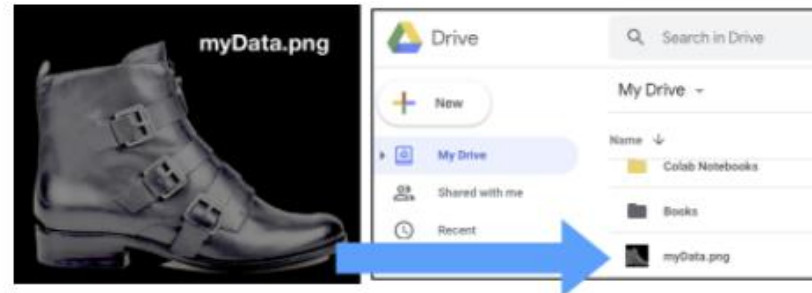 myData.png
Drive
Search in Drive
New
My Drive
My Drive
Name
Shared with me
Colab Notebooks
Recent
Books
myData.png